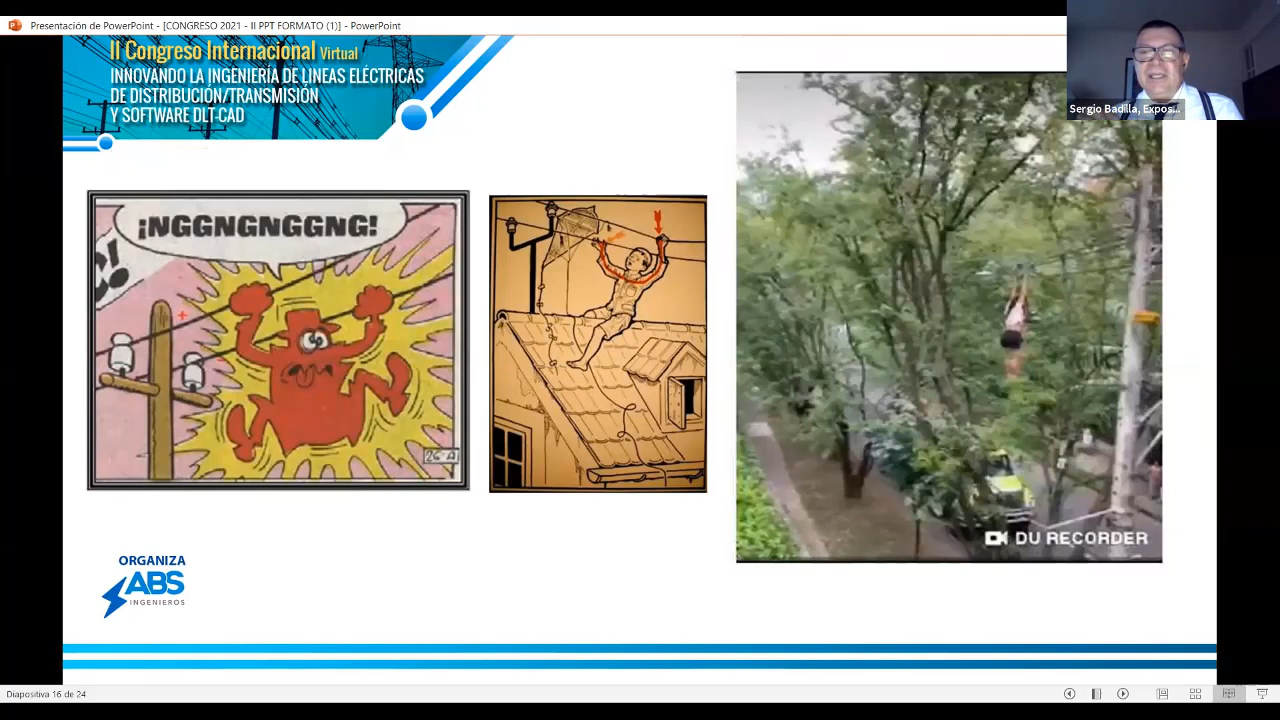 Presentación de PowerPoint - [CONGRESO 2021 - II PPT FORMATO (1)] - PowerPoint
II Congreso Internacional Virtual
INNOVANDO LA INGENIERÍA DE LINEAS ELÉCTRICAS
DE DISTRIBUCIÓN/TRANSMISIÓN
Y SOFTWARE DLT-CAD
Sergio Badilla, Expos...
¡NGGNGNGGNG!
26-A
DU RECORDER
ORGANIZA
ABS
INGENIEROS
Diapositiva 16 de 24